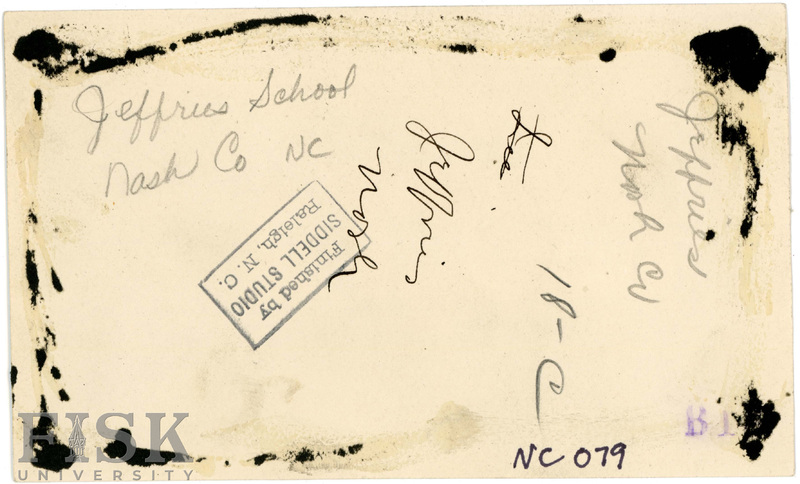 Jeffries School
Nash Co NC
Jeffries
Nash
Jeffries
Nash Co
Finished by
SIDDELL STUDIO
Raleigh, N. C.
18-C
NC 079
FISK
UNIVERSITY